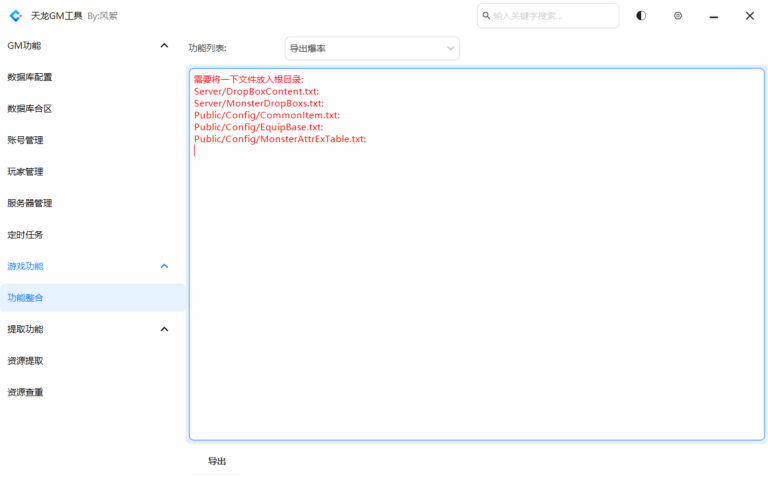 天龙GM工具 By:风絮
输入关键字搜索...
GM功能
数据库配置
数据库合区
账号管理
玩家管理
服务器管理
定时任务
游戏功能
功能整合
提取功能
资源提取
资源查重
功能列表:
导出爆率
需要将一下文件放入根目录:
Server/DropBoxContent.txt:
Server/MonsterDropBoxs.txt:
Public/Config/CommonItem.txt:
Public/Config/EquipBase.txt:
Public/Config/MonsterAttrExTable.txt:
导出